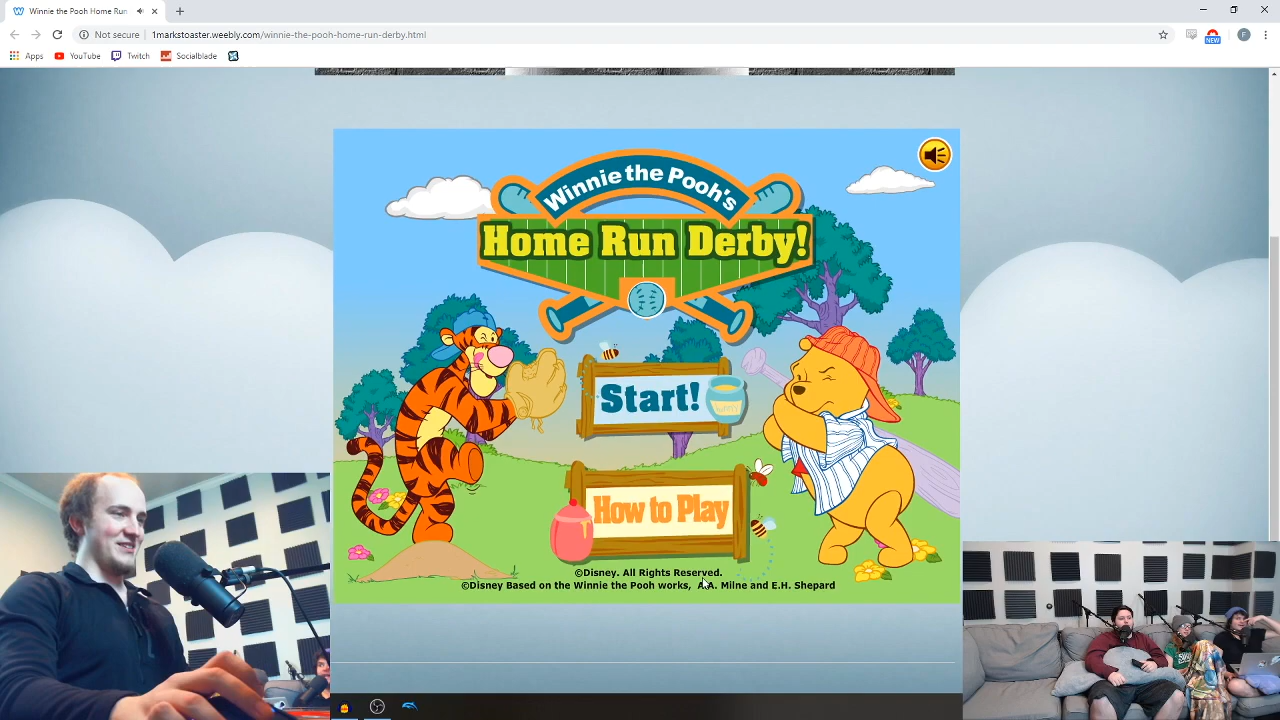 Winnie the Pooh Home Run
Not secure
1markstoaster.weebly.com/winnie-the-pooh-home-run-derby.html
NEW
F
Apps
YouTube
Twitch
Socialblade
Winnie the Pooh's
Home Run Derby!
Start!
How to Play
©Disney. All Rights Reserved.
©Disney Based on the Winnie the Pooh works, A.A. Milne and E.H. Shepard